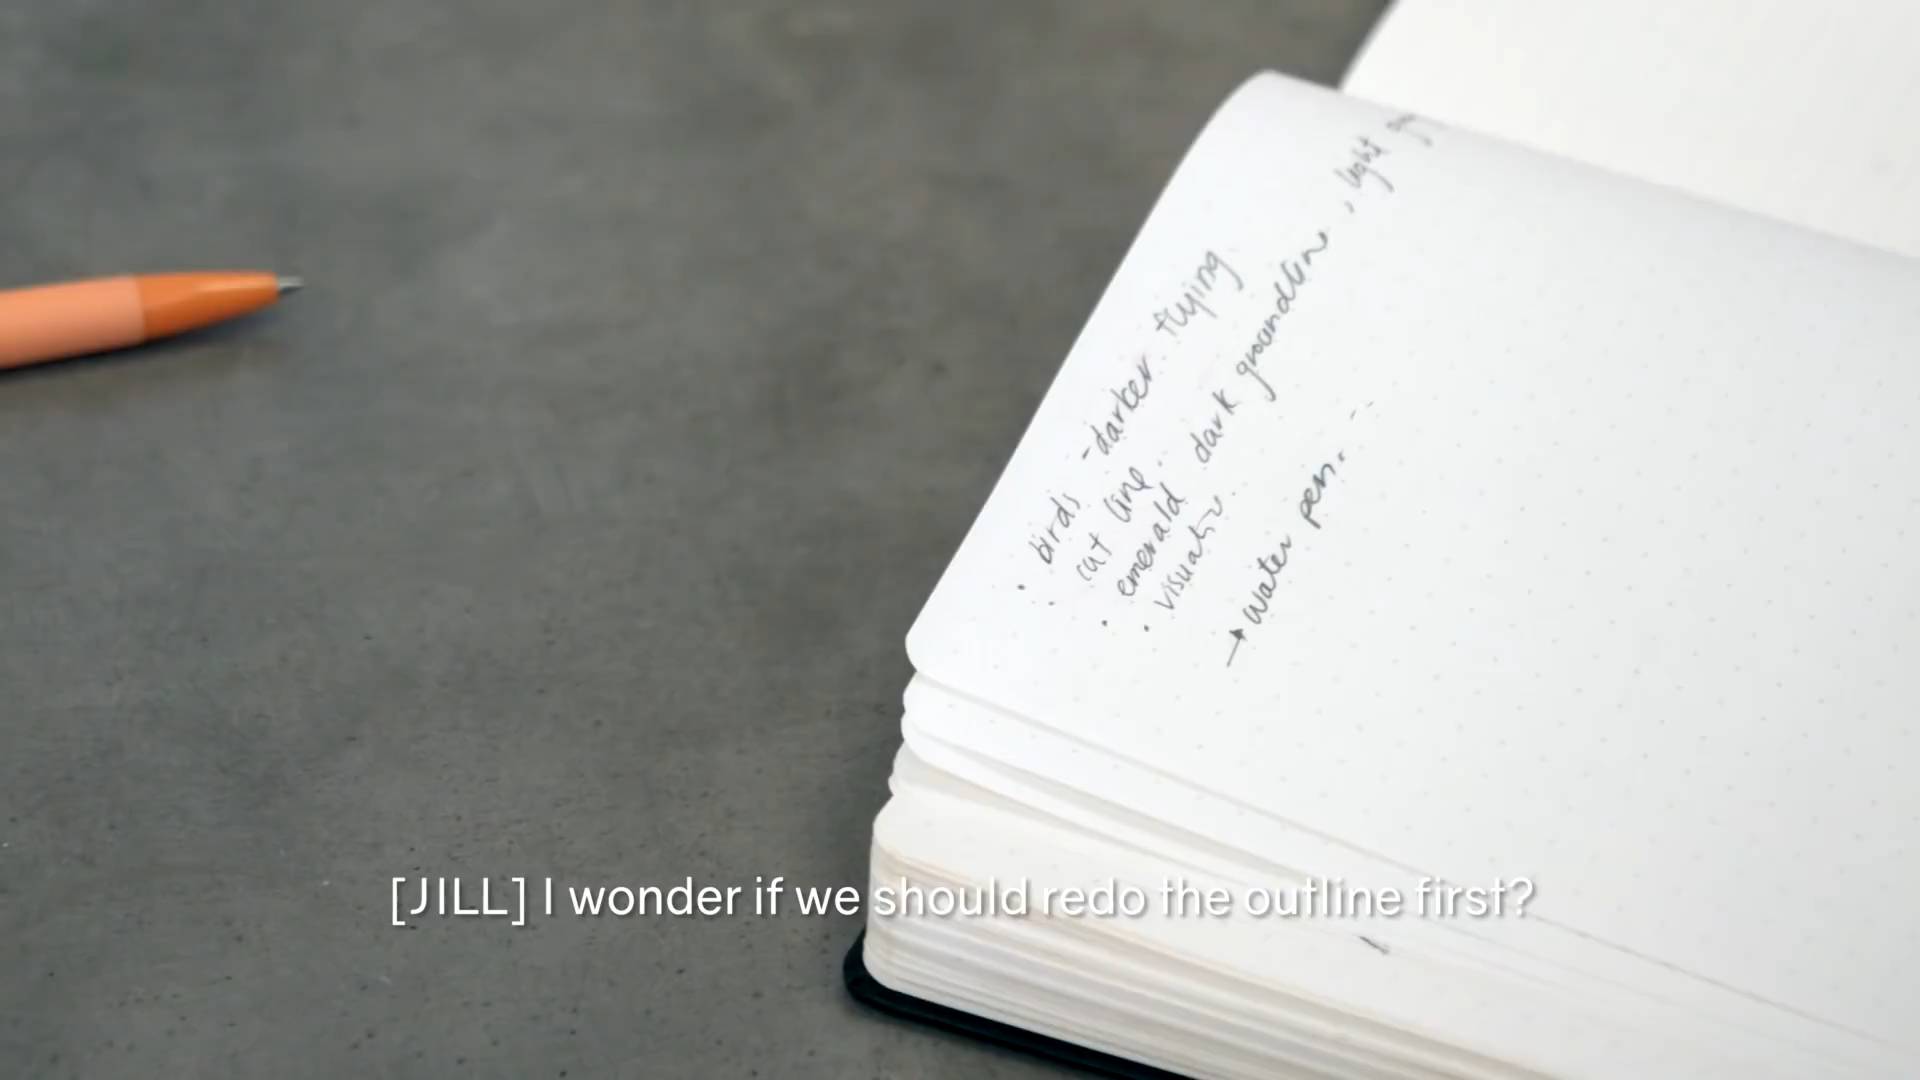 • birds - darker flying
• cut line.
• emerald dark groundline, light
• visual
→ Water pen.
[JILL] I wonder if we should redo the outline first?